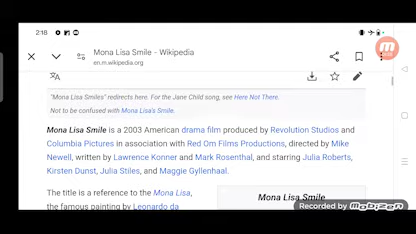 2:18
Mona Lisa Smile - Wikipedia
en.m.wikipedia.org
"Mona Lisa Smiles" redirects here. For the Jane Child song, see Here Not There.
Not to be confused with Mona Lisa's Smile.
Mona Lisa Smile is a 2003 American drama film produced by Revolution Studios and
Columbia Pictures in association with Red Om Films Productions, directed by Mike
Newell, written by Lawrence Konner and Mark Rosenthal, and starring Julia Roberts,
Kirsten Dunst, Julia Stiles, and Maggie Gyllenhaal.
The title is a reference to the Mona Lisa,
the famous painting by Leonardo da
Mona Lisa Smile
Recorded by Mobizen